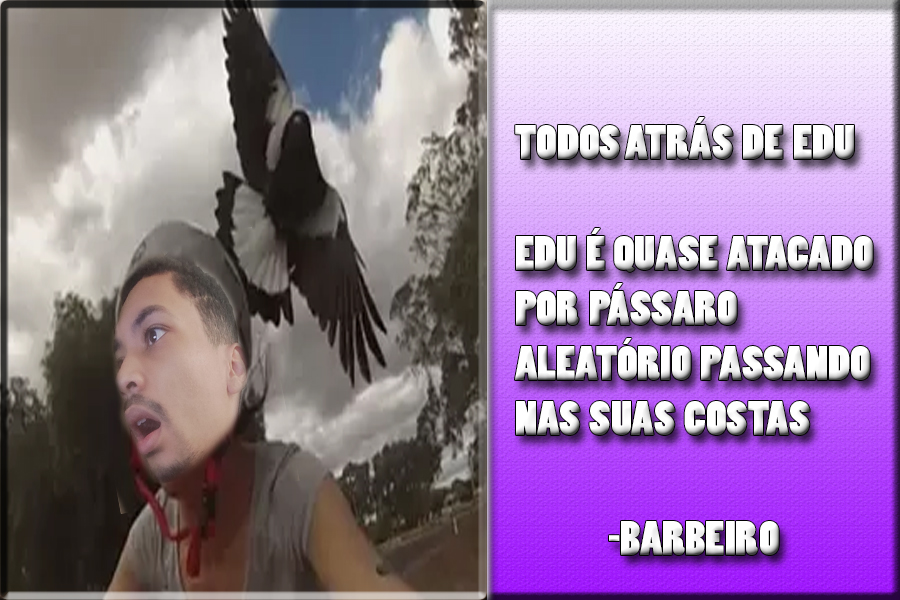 TODOS ATRÁS DE EDU
EDU É QUASE ATACADO
POR PÁSSARO
ALEATÓRIO PASSANDO
NAS SUAS COSTAS
-BARBEIRO